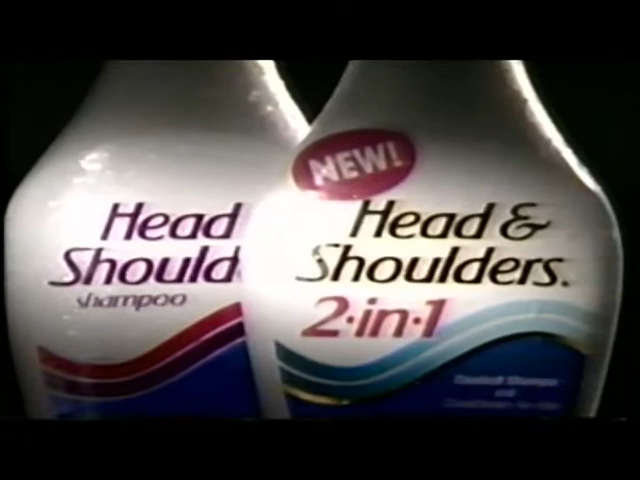 Head
Should
shampoo
NEW!
Head &
Shoulders.
2·in·1